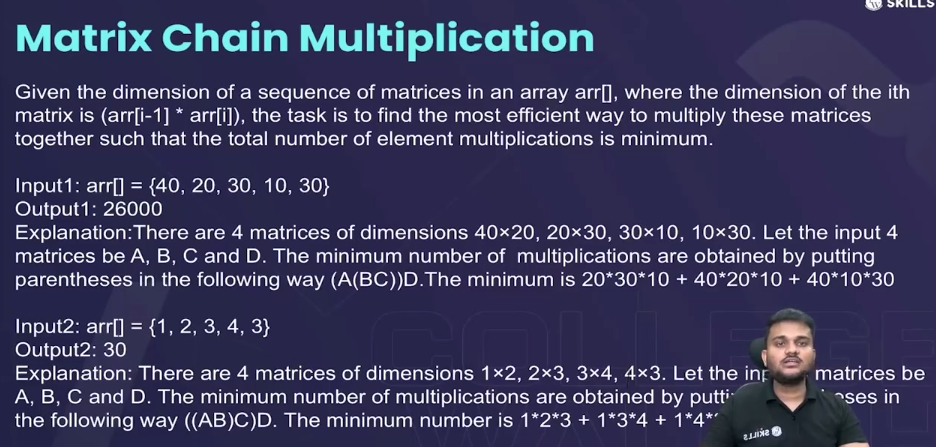 SKILLS
Matrix Chain Multiplication
Given the dimension of a sequence of matrices in an array arr[], where the dimension of the ith
matrix is (arr[i-1] * arr[i]), the task is to find the most efficient way to multiply these matrices
together such that the total number of element multiplications is minimum.
Input1: arr[] = {40, 20, 30, 10, 30}
Output1: 26000
Explanation:There are 4 matrices of dimensions 40×20, 20×30, 30×10, 10×30. Let the input 4
matrices be A, B, C and D. The minimum number of multiplications are obtained by putting
parentheses in the following way (A(BC))D.The minimum is 20*30*10 + 40*20*10 + 40*10*30
Input2: arr[] = {1, 2, 3, 4, 3}
Output2: 30
Explanation: There are 4 matrices of dimensions 1×2, 2×3, 3×4, 4×3. Let the matrices be
A, B, C and D. The minimum number of multiplications are obtained by in
the following way ((AB)C)D. The minimum number is 1*2*3 + 1*3*4 + 1*4*
SKILLS